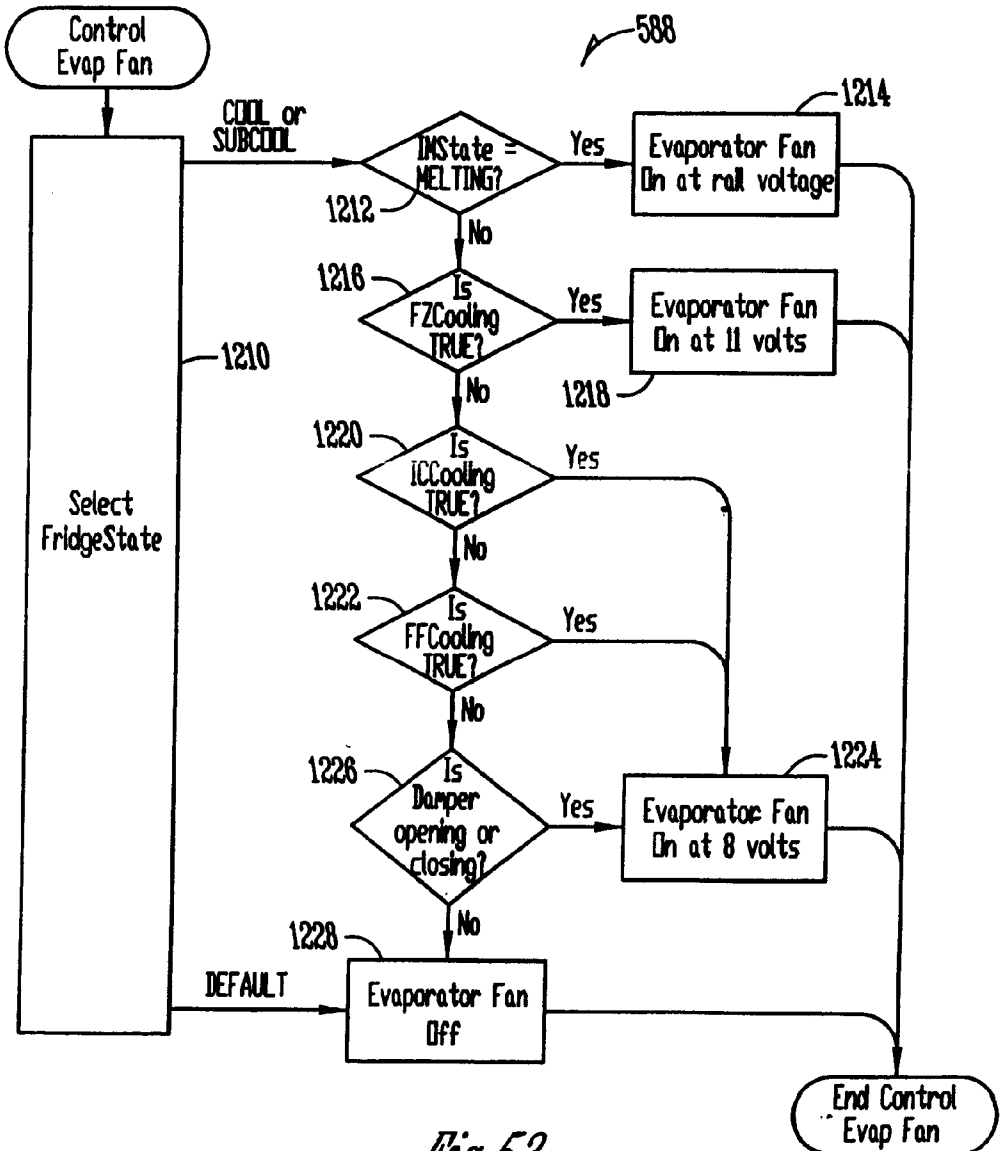 Control
Evap Fan
588
COOL or
SUBCOOL
IMState =
MELTING?
1212
Yes
Evaporator Fan
On at rail voltage
1214
No
1216
Is
FZCooling
TRUE?
Yes
Evaporator Fan
On at 11 volts
1218
1210
No
1220
Is
ICCooling
TRUE?
Yes
Select
FridgeState
No
1222
Is
FFCooling
TRUE?
Yes
No
1226
Is
Damper
opening or
closing?
Yes
Evaporator Fan
On at 8 volts
1224
No
1228
DEFAULT
Evaporator Fan
Off
End Control
Evap Fan
Fig. 52